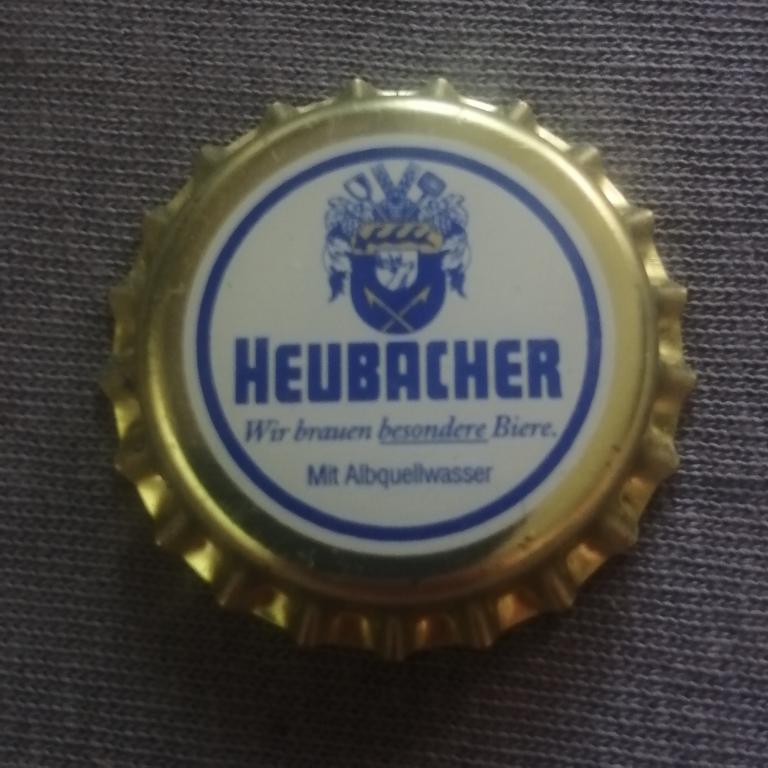 HEUBACHER
Wir brauen besondere Biere.
Mit Albquellwasser